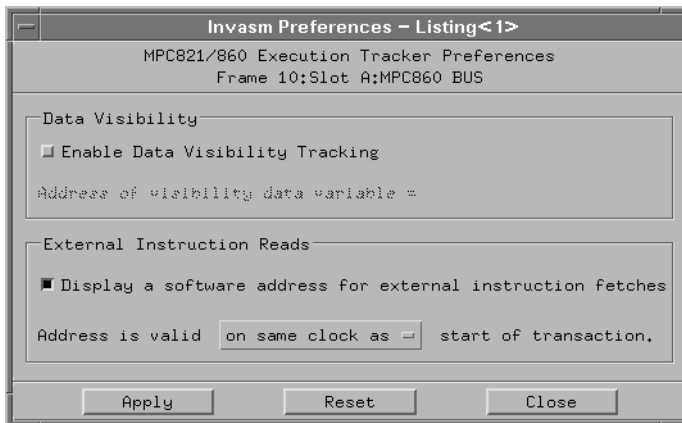 Invasm Preferences – Listing<1>
MPC821/860 Execution Tracker Preferences
Frame 10:Slot A:MPC860 BUS
Data Visibility
Enable Data Visibility Tracking
Address of visibility data variable =
External Instruction Reads
Display a software address for external instruction fetches
Address is valid on same clock as start of transaction.
Apply Reset Close